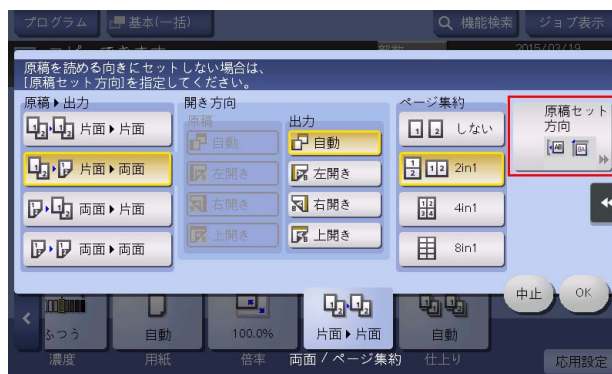 プログラム
基本(一括)
機能検索
ジョブ表示
2015/03/19
原稿を読める向きにセットしない場合は、
[原稿セット方向]を指定してください。
原稿▶出力
片面▶片面
片面▶両面
両面▶片面
両面▶両面
開き方向
原稿
自動
左開き
右開き
上開き
出力
自動
左開き
右開き
上開き
ページ集約
しない
2in1
4in1
8in1
原稿セット
方向
中止
OK
ふつう
自動
100.0%
片面▶片面
自動
濃度
用紙
倍率
両面 / ページ集約
仕上り
応用設定